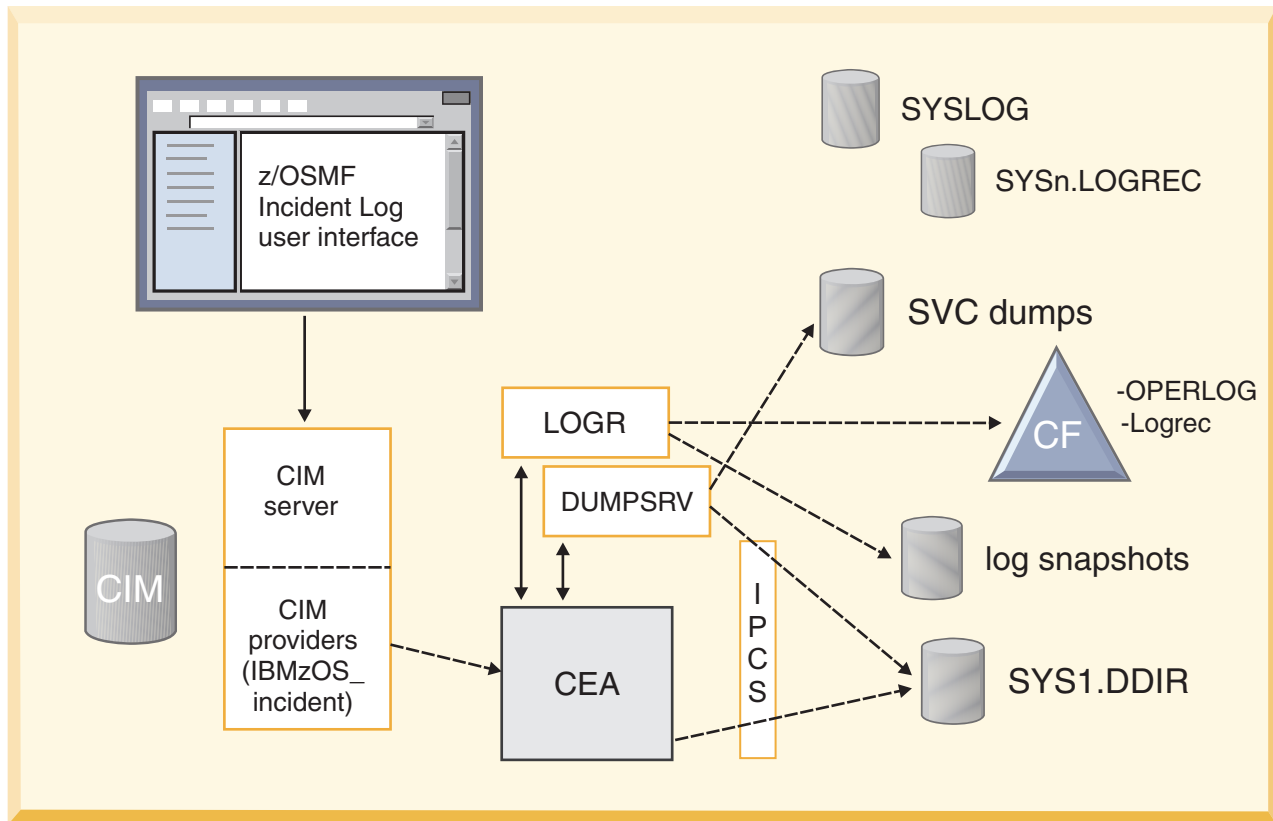 z/OSMF
Incident Log
user interface
SYSLOG
SYSn.LOGREC
SVC dumps
-OPERLOG
-Logrec
CF
LOGR
DUMPSRV
CIM
server
CIM
CIM
providers
(IBMzOS_
incident)
CEA
I
P
C
S
log snapshots
SYS1.DDIR